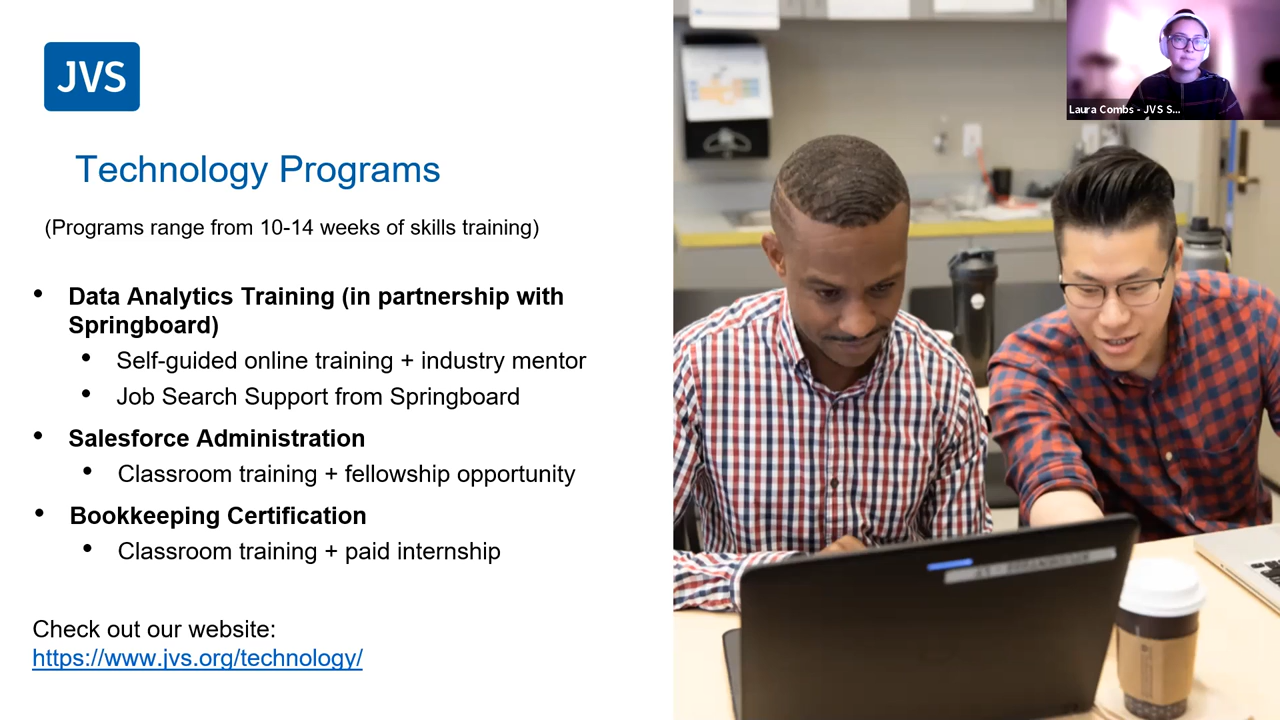 JVS
Laura Combs - JVS S...
Technology Programs
(Programs range from 10-14 weeks of skills training)
• Data Analytics Training (in partnership with
Springboard)
• Self-guided online training + industry mentor
• Job Search Support from Springboard
• Salesforce Administration
• Classroom training + fellowship opportunity
• Bookkeeping Certification
• Classroom training + paid internship
Check out our website:
https://www.jvs.org/technology/